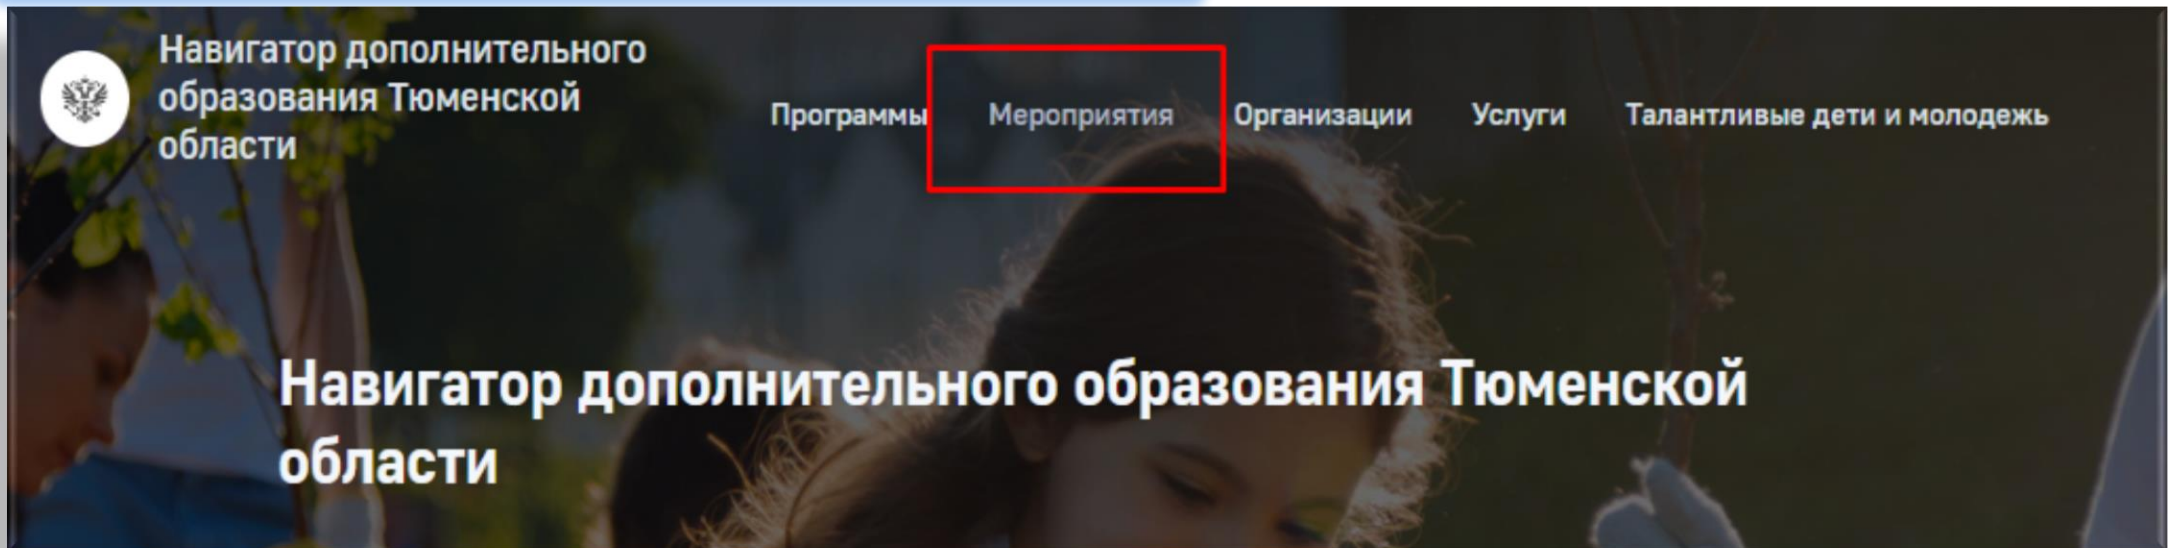 Навигатор дополнительного
образования Тюменской
области
Программы Мероприятия Организации Услуги Талантливые дети и молодежь
Навигатор дополнительного образования Тюменской
области